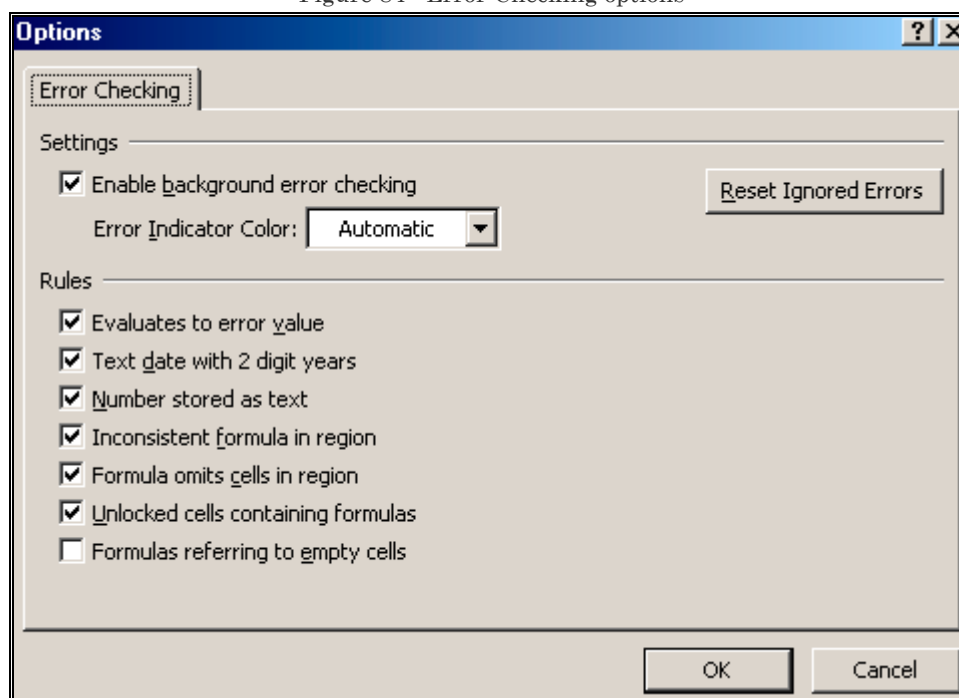 Figure 84 Error Checking options
Options
Error Checking
Settings
Enable background error checking
Reset Ignored Errors
Error Indicator Color: Automatic
Rules
Evaluates to error value
Text date with 2 digit years
Number stored as text
Inconsistent formula in region
Formula omits cells in region
Unlocked cells containing formulas
Formulas referring to empty cells
OK Cancel